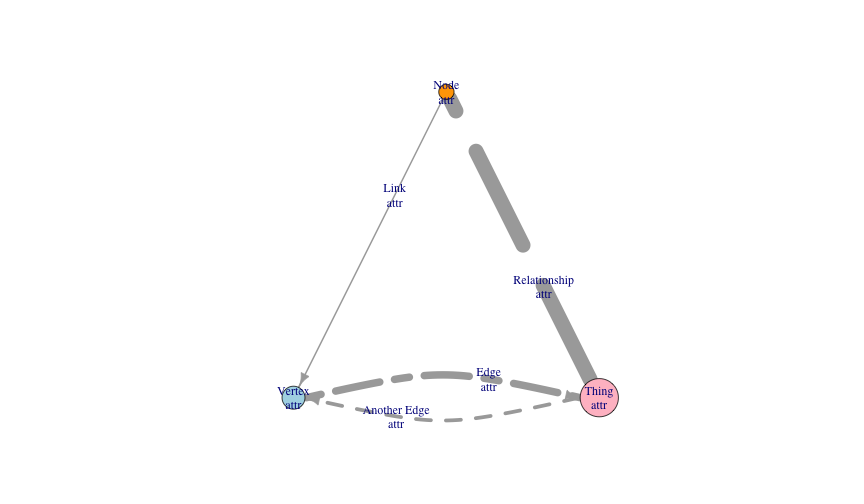 Node
attr
Link
attr
Relationship
attr
Edge
attr
Vertex
attr
Thing
attr
Another Edge
attr